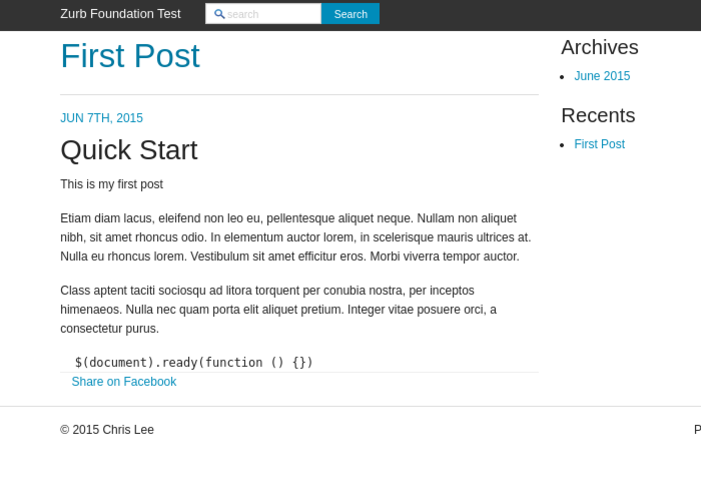 Zurb Foundation Test
search
Search
First Post
JUN 7TH, 2015
Quick Start
This is my first post
Etiam diam lacus, eleifend non leo eu, pellentesque aliquet neque. Nullam non aliquet
nibh, sit amet rhoncus odio. In elementum auctor lorem, in scelerisque mauris ultrices at.
Nulla eu rhoncus lorem. Vestibulum sit amet efficitur eros. Morbi viverra tempor auctor.
Class aptent taciti sociosqu ad litora torquent per conubia nostra, per inceptos
himenaeos. Nulla nec quam porta elit aliquet pretium. Integer vitae posuere orci, a
consectetur purus.
$(document).ready(function () {})
Share on Facebook
Archives
June 2015
Recents
First Post
© 2015 Chris Lee